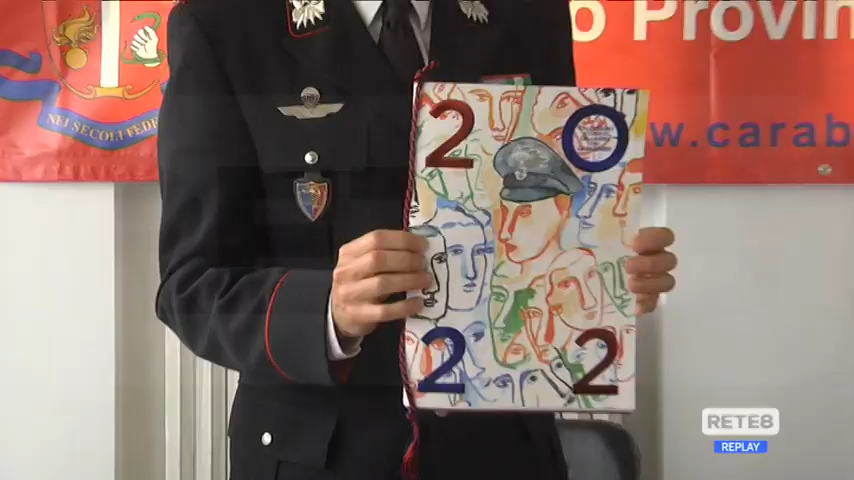 o Provin
NEI SECOLI FEDE
w.carab
2 0
2 2
RETE8
REPLAY